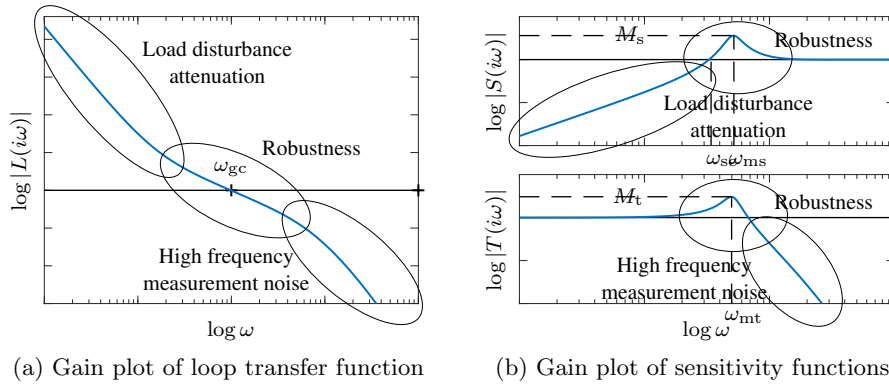 log |L(iω)|
Load disturbance
attenuation
Robustness
ω_gc
High frequency
measurement noise
log ω
(a) Gain plot of loop transfer function
log |S(iω)|
M_s
Robustness
Load disturbance
attenuation
ω_sc ω_ms
log |T(iω)|
M_t
Robustness
High frequency
measurement noise
ω_mt
log ω
(b) Gain plot of sensitivity functions